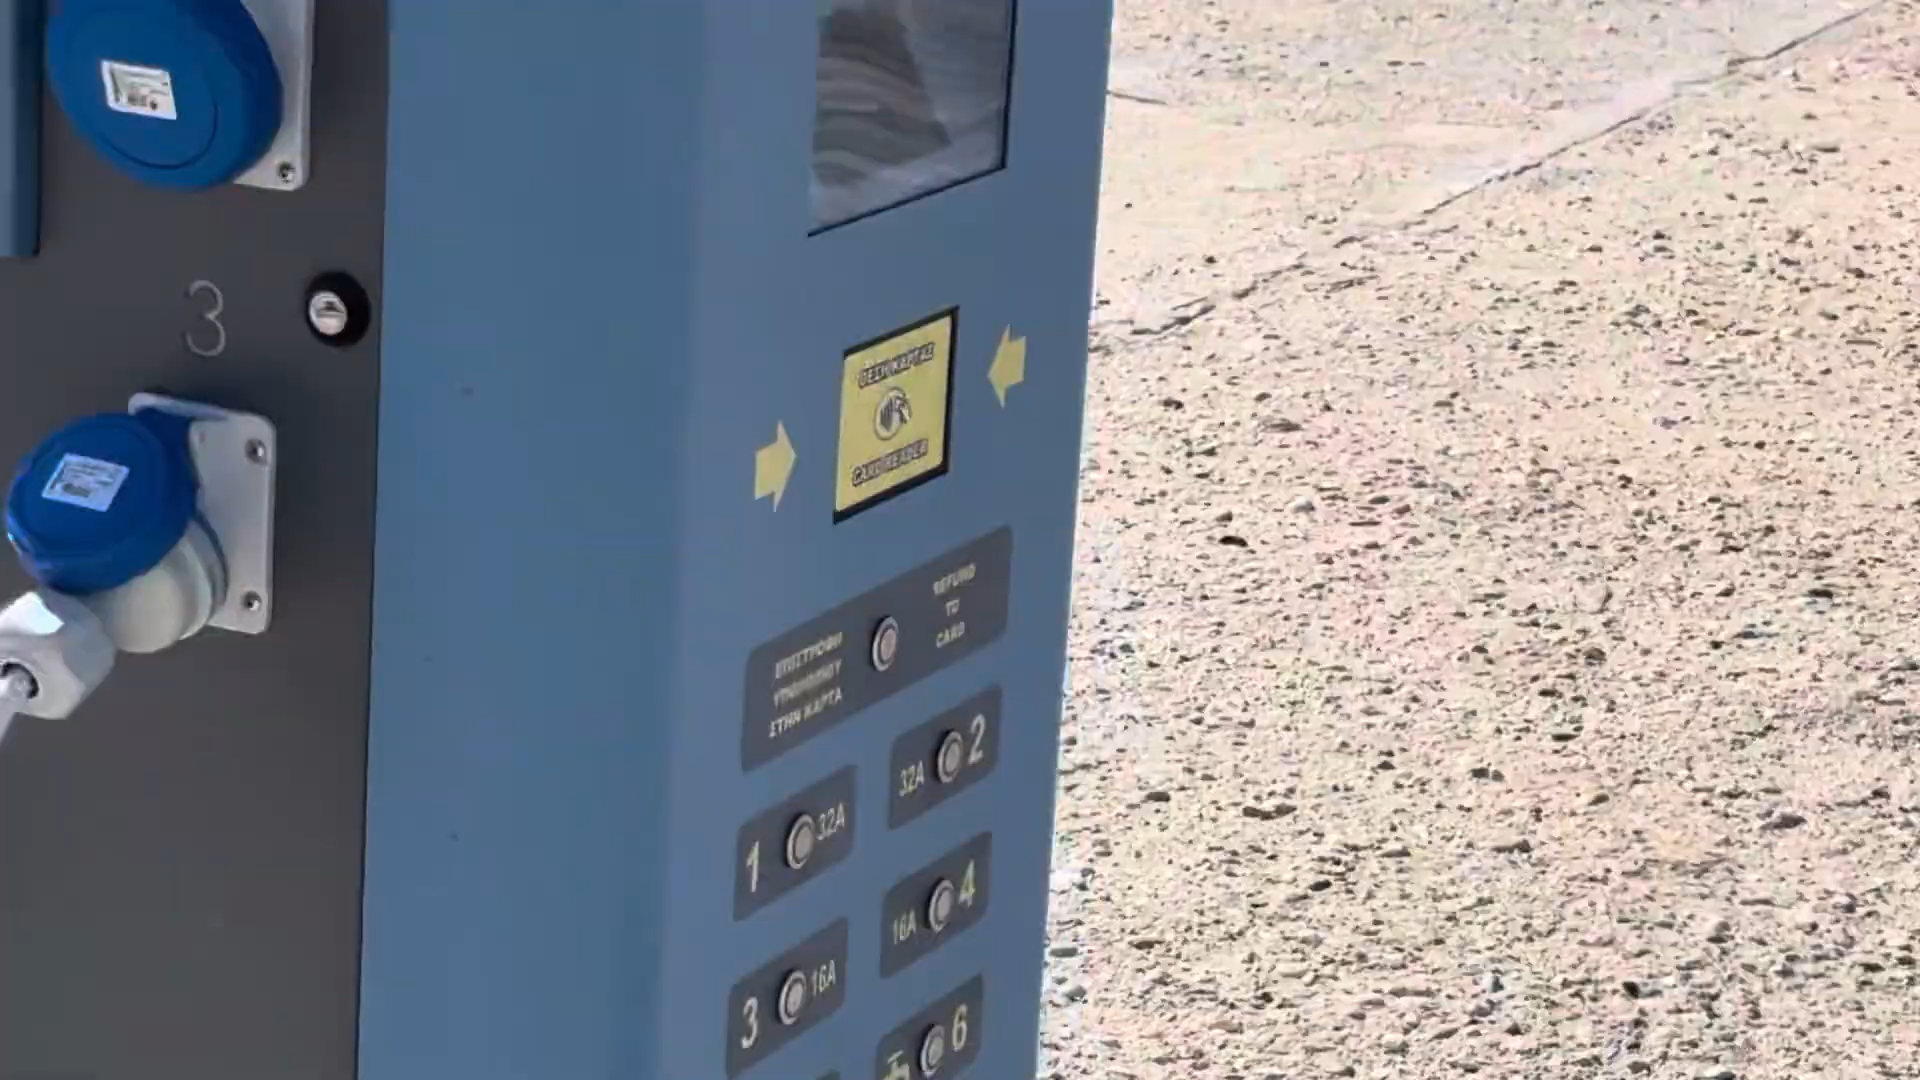 3
ΘΕΣΗ ΚΑΡΤΑΣ
CARD READER
ΕΠΙΣΤΡΟΦΗ
ΥΠΟΛΟΙΠΟΥ
ΣΤΗΝ ΚΑΡΤΑ
REFUND
TO
CARD
1 32A
32A 2
3 16A
16A 4
6